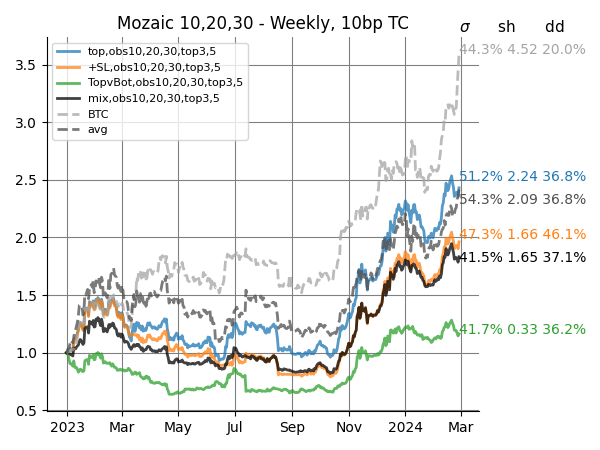 Mozaic 10,20,30 - Weekly, 10bp TC
σ sh dd
44.3% 4.52 20.0%
3.5
top,obs10,20,30,top3,5
+SL,obs10,20,30,top3,5
TopvBot,obs10,20,30,top3,5
mix,obs10,20,30,top3,5
BTC
avg
3.0
2.5
51.2% 2.24 36.8%
54.3% 2.09 36.8%
2.0
47.3% 1.66 46.1%
41.5% 1.65 37.1%
1.5
41.7% 0.33 36.2%
1.0
0.5
2023 Mar May Jul Sep Nov 2024 Mar